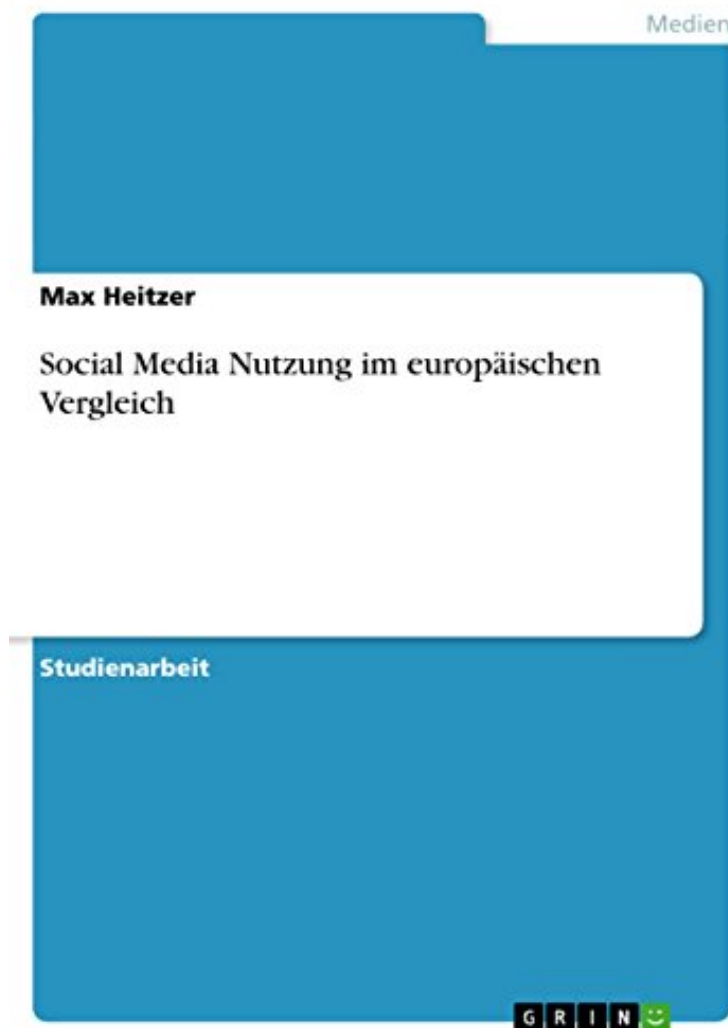 Medien
Max Heitzer
Social Media Nutzung im europäischen
Vergleich
Studienarbeit
GRIN